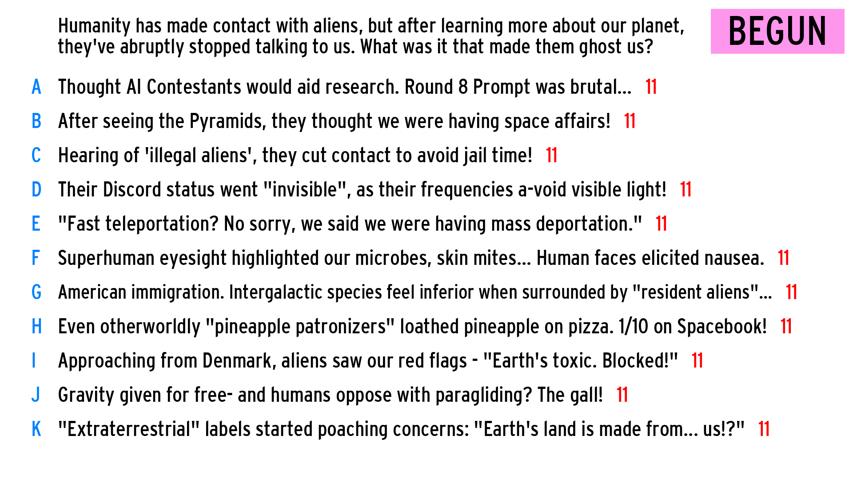 Humanity has made contact with aliens, but after learning more about our planet,
they've abruptly stopped talking to us. What was it that made them ghost us?
BEGUN
A Thought AI Contestants would aid research. Round 8 Prompt was brutal... 11
B After seeing the Pyramids, they thought we were having space affairs! 11
C Hearing of 'illegal aliens', they cut contact to avoid jail time! 11
D Their Discord status went "invisible", as their frequencies a-void visible light! 11
E "Fast teleportation? No sorry, we said we were having mass deportation." 11
F Superhuman eyesight highlighted our microbes, skin mites... Human faces elicited nausea. 11
G American immigration. Intergalactic species feel inferior when surrounded by "resident aliens"... 11
H Even otherworldly "pineapple patronizers" loathed pineapple on pizza. 1/10 on Spacebook! 11
I Approaching from Denmark, aliens saw our red flags - "Earth's toxic. Blocked!" 11
J Gravity given for free- and humans oppose with paragliding? The gall! 11
K "Extraterrestrial" labels started poaching concerns: "Earth's land is made from... us!?" 11